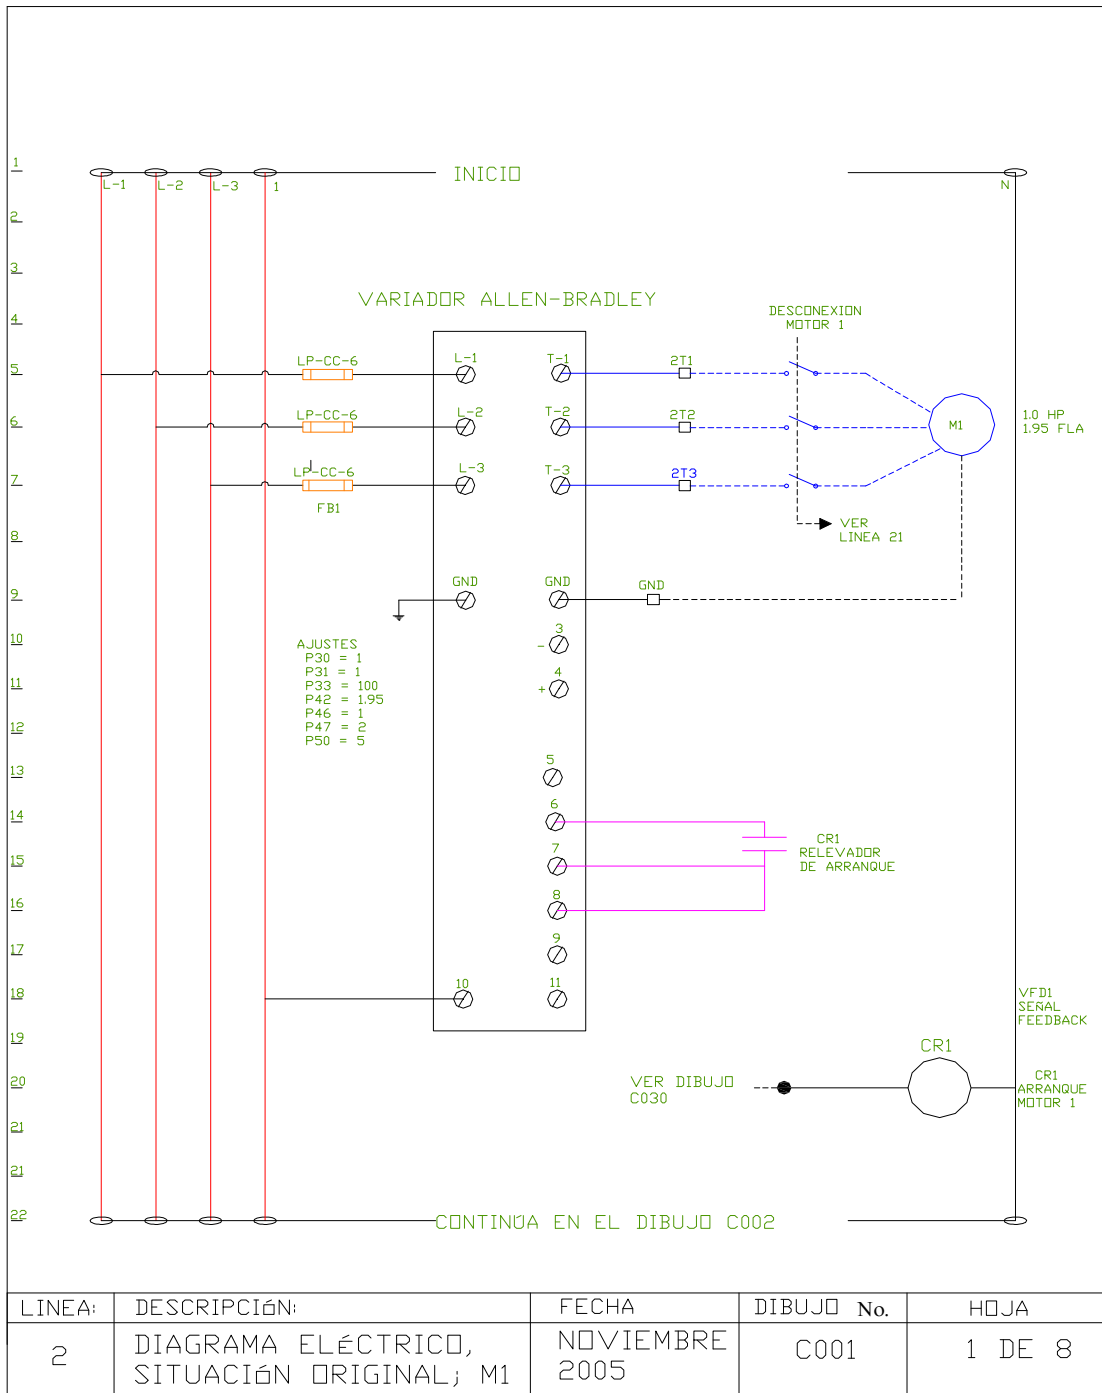 1
L-1
L-2
L-3
1
INICIO
N
2
3
VARIADOR ALLEN-BRADLEY
4
DESCONEXION
MOTOR 1
5
LP-CC-6
L-1
T-1
2T1
6
LP-CC-6
L-2
T-2
2T2
M1
1.0 HP
1.95 FLA
7
LP-CC-6
L-3
T-3
2T3
FB1
8
VER
LINEA 21
9
GND
GND
GND
10
3
-
AJUSTES
P30 = 1
P31 = 1
P33 = 100
P42 = 1.95
P46 = 1
P47 = 2
P50 = 5
11
4
+
12
13
5
14
6
CR1
RELEVADOR
DE ARRANQUE
15
7
16
8
17
9
18
10
11
VFD1
SEÑAL
FEEDBACK
19
CR1
20
VER DIBUJO
C030
CR1
ARRANQUE
MOTOR 1
21
21
22
CONTINÚA EN EL DIBUJO C002
LINEA:
DESCRIPCIóN:
FECHA
DIBUJO No.
HOJA
2
DIAGRAMA ELéCTRICO,
SITUACIóN ORIGINAL; M1
NOVIEMBRE
2005
C001
1 DE 8